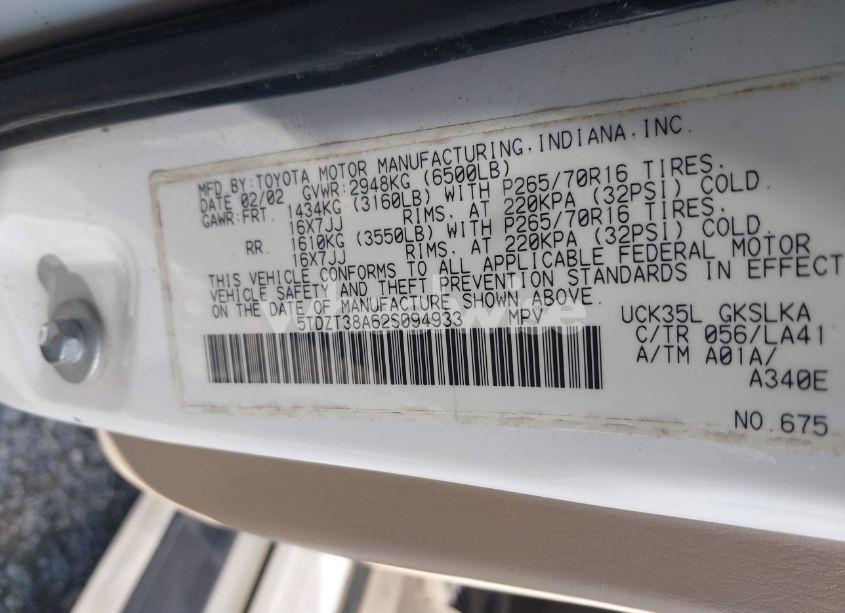 MFD.BY:TOYOTA MOTOR MANUFACTURING,INDIANA,INC.
DATE 02/02 GVWR:2948KG (6500LB)
GAWR:FRT. 1434KG (3160LB) WITH P265/70R16 TIRES,
16X7JJ RIMS, AT 220KPA (32PSI) COLD.
RR. 1610KG (3550LB) WITH P265/70R16 TIRES,
16X7JJ RIMS, AT 220KPA (32PSI) COLD.
THIS VEHICLE CONFORMS TO ALL APPLICABLE FEDERAL MOTOR
VEHICLE SAFETY AND THEFT PREVENTION STANDARDS IN EFFECT
ON THE DATE OF MANUFACTURE SHOWN ABOVE.
5TDZT38A62S094933 MPV
UCK35L GKSLKA
C/TR 056/LA41
A/TM A01A/
A340E
NO.675